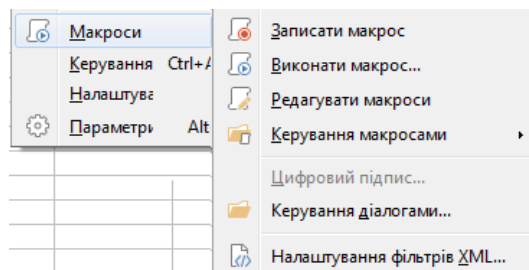 Макроси
Керування Ctrl+
Налаштува
Параметри Alt
Записати макрос
Виконати макрос...
Редагувати макроси
Керування макросами
Цифровий підпис...
Керування діалогами...
Налаштування фільтрів XML...